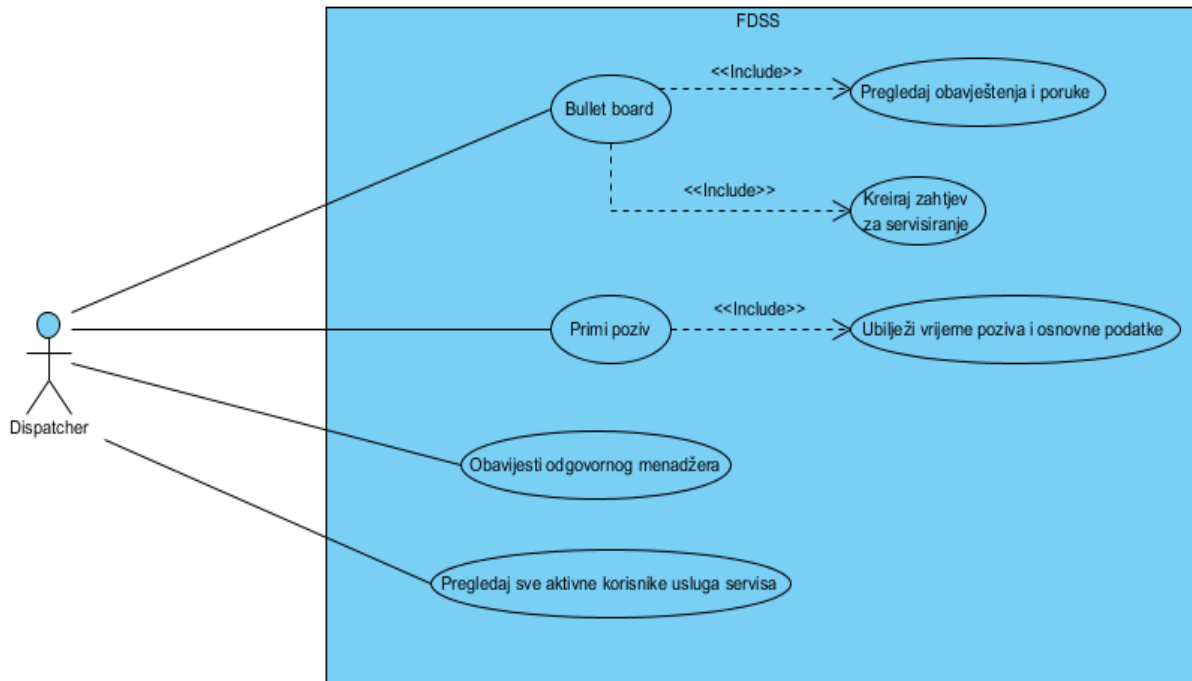 FDSS
<<Include>>
Bullet board
Pregledaj obavještenja i poruke
<<Include>>
Kreiraj zahtjev
za servisiranje
<<Include>>
Primi poziv
Ubilježi vrijeme poziva i osnovne podatke
Dispatcher
Obavijesti odgovornog menadžera
Pregledaj sve aktivne korisnike usluga servisa